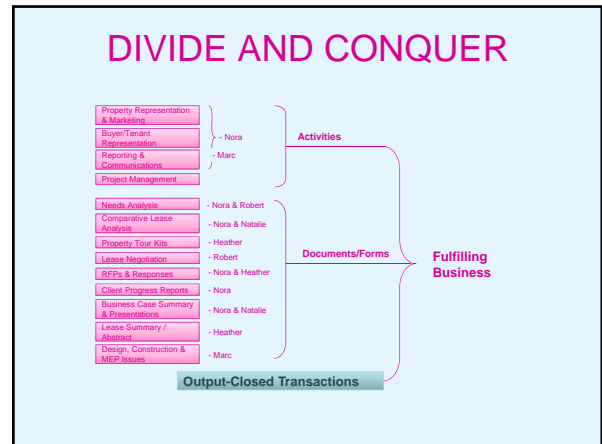 DIVIDE AND CONQUER
Property Representation
& Marketing
Buyer/Tenant
Representation
- Nora
Activities
Reporting &
Communications
- Marc
Project Management
Needs Analysis
- Nora & Robert
Comparative Lease
Analysis
- Nora & Natalie
Property Tour Kits
- Heather
Lease Negotiation
- Robert
Documents/Forms
Fulfilling
Business
RFPs & Responses
- Nora & Heather
Client Progress Reports
- Nora
Business Case Summary
& Presentations
- Nora & Natalie
Lease Summary /
Abstract
- Heather
Design, Construction &
MEP Issues
- Marc
Output-Closed Transactions